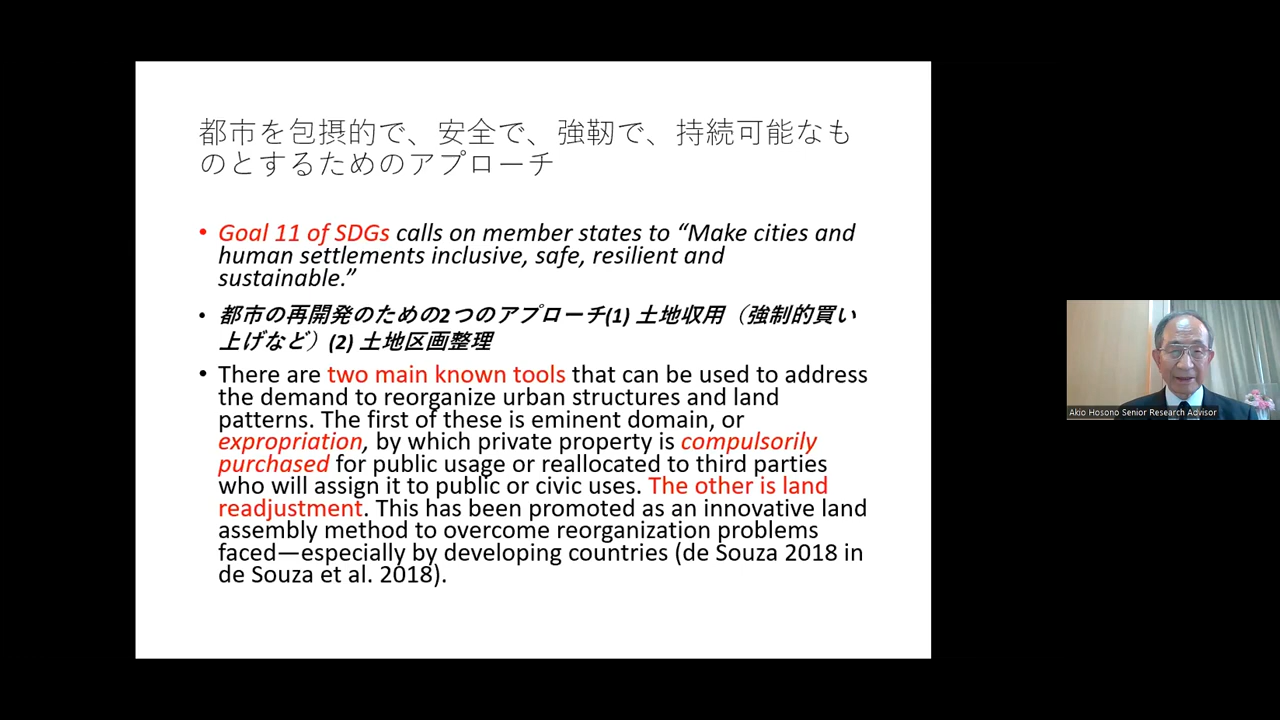 都市を包摂的で、安全で、強靭で、持続可能なも
のとするためのアプローチ
• Goal 11 of SDGs calls on member states to “Make cities and
human settlements inclusive, safe, resilient and
sustainable.”
• 都市の再開発のための2つのアプローチ(1) 土地収用（強制的買い
上げなど）(2) 土地区画整理
• There are two main known tools that can be used to address
the demand to reorganize urban structures and land
patterns. The first of these is eminent domain, or
expropriation, by which private property is compulsorily
purchased for public usage or reallocated to third parties
who will assign it to public or civic uses. The other is land
readjustment. This has been promoted as an innovative land
assembly method to overcome reorganization problems
faced—especially by developing countries (de Souza 2018 in
de Souza et al. 2018).
Akio Hosono Senior Research Advisor